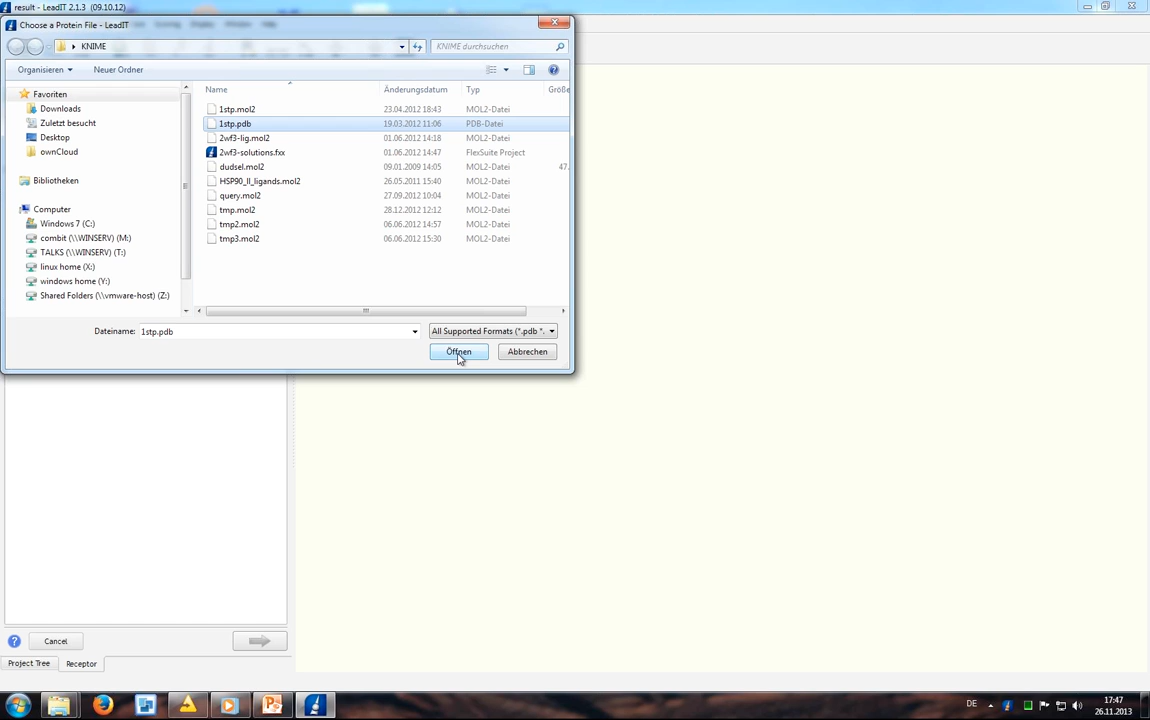 result - LeadIT 2.1.3 (09.10.12)
Choose a Protein File - LeadIT
KNIME
KNIME durchsuchen
Organisieren
Neuer Ordner
Favoriten
Downloads
Zuletzt besucht
Desktop
ownCloud
Bibliotheken
Computer
Windows 7 (C:)
combit (\\WINSERV) (M:)
TALKS (\\WINSERV) (T:)
linux home (X:)
windows home (Y:)
Shared Folders (\\vmware-host) (Z:)
Name Änderungsdatum Typ Größe
1stp.mol2 23.04.2012 18:43 MOL2-Datei
1stp.pdb 19.03.2012 11:06 PDB-Datei
2wf3-lig.mol2 01.06.2012 14:18 MOL2-Datei
2wf3-solutions.fxx 01.06.2012 14:47 FlexSuite Project
dudsel.mol2 09.01.2009 14:05 MOL2-Datei 47.
HSP90_II_ligands.mol2 26.05.2011 15:40 MOL2-Datei
query.mol2 27.09.2012 10:04 MOL2-Datei
tmp.mol2 28.12.2012 12:12 MOL2-Datei
tmp2.mol2 06.06.2012 14:57 MOL2-Datei
tmp3.mol2 06.06.2012 15:30 MOL2-Datei
Dateiname: 1stp.pdb
All Supported Formats (*.pdb *.
Öffnen
Abbrechen
Cancel
Project Tree
Receptor
DE
17:47
26.11.2013